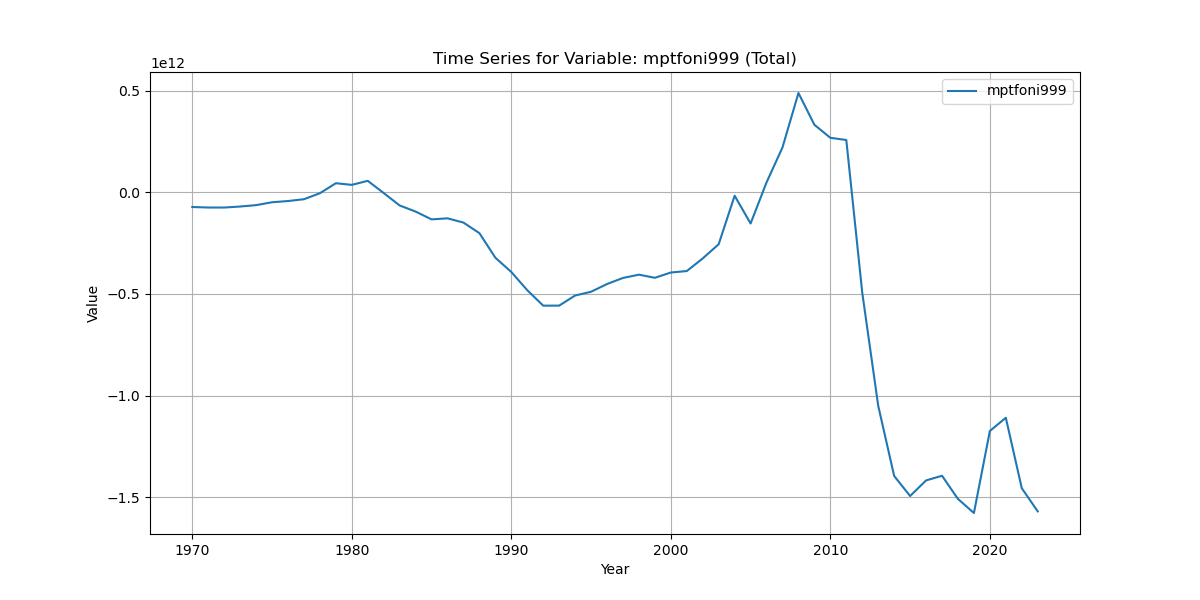 Time Series for Variable: mptfoni999 (Total)
1e12
mptfoni999
0.5
0.0
−0.5
−1.0
−1.5
Value
1970 1980 1990 2000 2010 2020
Year